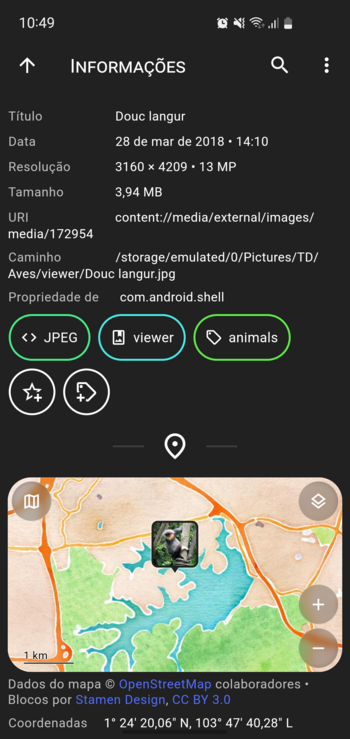 10:49
INFORMAÇÕES
Título Douc langur
Data 28 de mar de 2018 • 14:10
Resolução 3160 × 4209 • 13 MP
Tamanho 3,94 MB
URI content://media/external/images/
media/172954
Caminho /storage/emulated/0/Pictures/TD/
Aves/viewer/Douc langur.jpg
Propriedade de com.android.shell
JPEG viewer animals
1 km
Dados do mapa © OpenStreetMap colaboradores •
Blocos por Stamen Design, CC BY 3.0
Coordenadas 1° 24′ 20,06″ N, 103° 47′ 40,28″ L